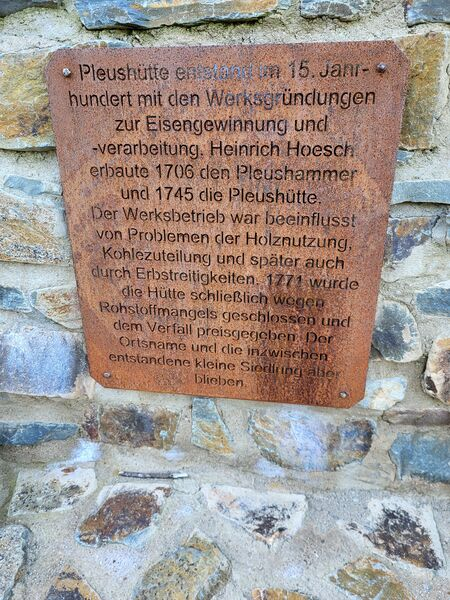 Pleushütte entstand im 15. Jahr-
hundert mit den Werksgründungen
zur Eisengewinnung und
-verarbeitung. Heinrich Hoesch
erbaute 1706 den Pleushammer
und 1745 die Pleushütte.
Der Werksbetrieb war beeinflusst
von Problemen der Holznutzung,
Kohlezuteilung und später auch
durch Erbstreitigkeiten. 1771 wurde
die Hütte schließlich wegen
Rohstoffmangels geschlossen und
dem Verfall preisgegeben. Der
Ortsname und die inzwischen
entstandene kleine Siedlung aber
blieben.